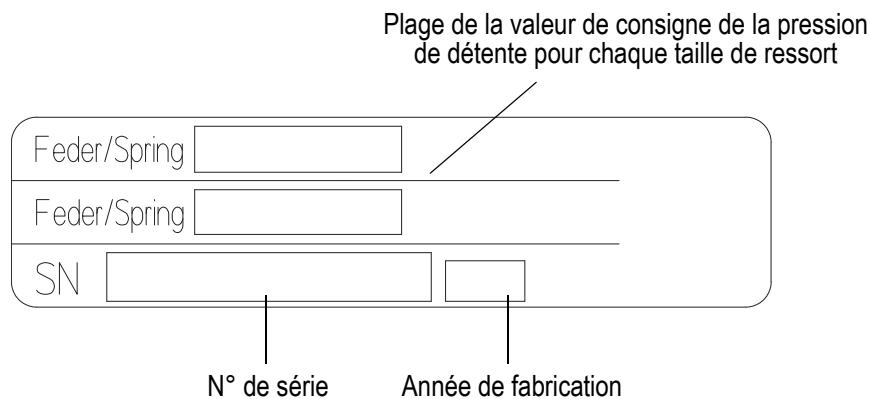 Plage de la valeur de consigne de la pression
de détente pour chaque taille de ressort
Feder/Spring
Feder/Spring
SN
N° de série
Année de fabrication